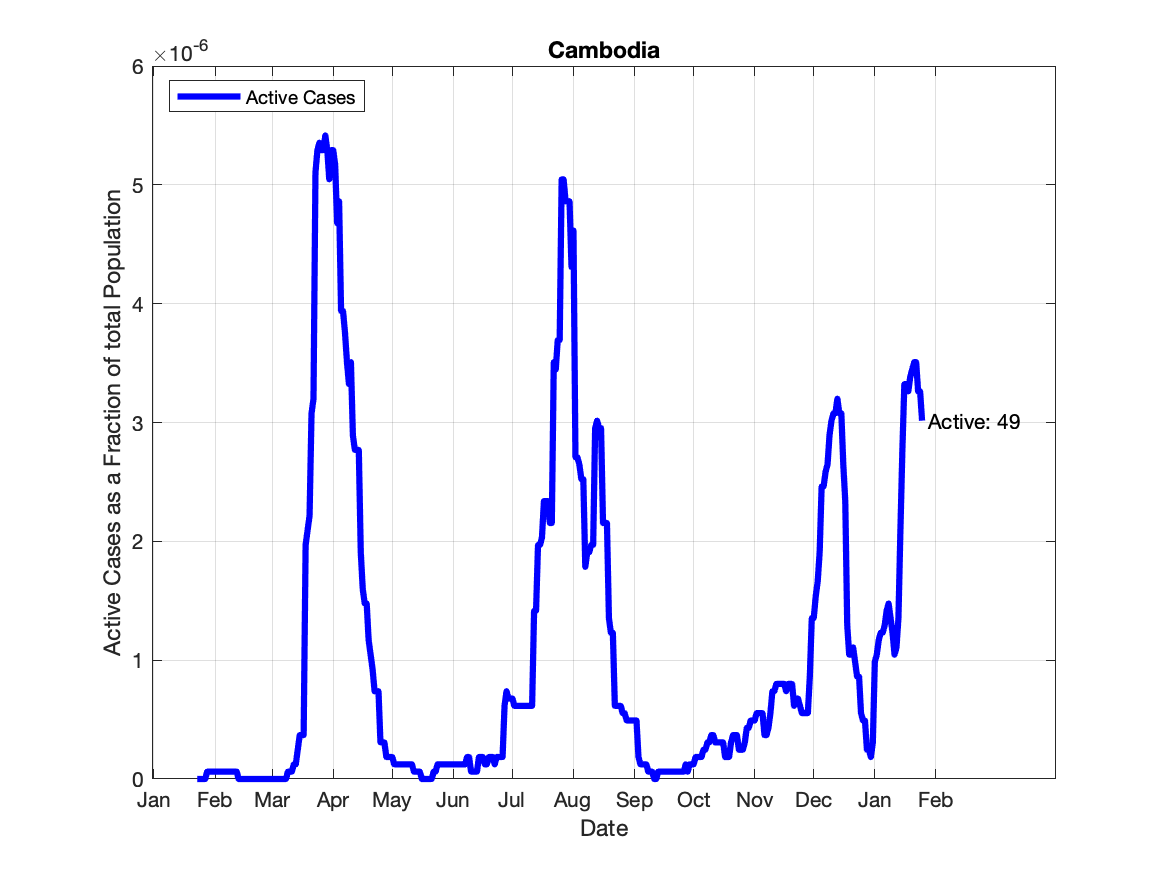 Cambodia
×10^-6
Active Cases
6
5
4
3
2
1
0
Active Cases as a Fraction of total Population
Active: 49
Jan Feb Mar Apr May Jun Jul Aug Sep Oct Nov Dec Jan Feb
Date